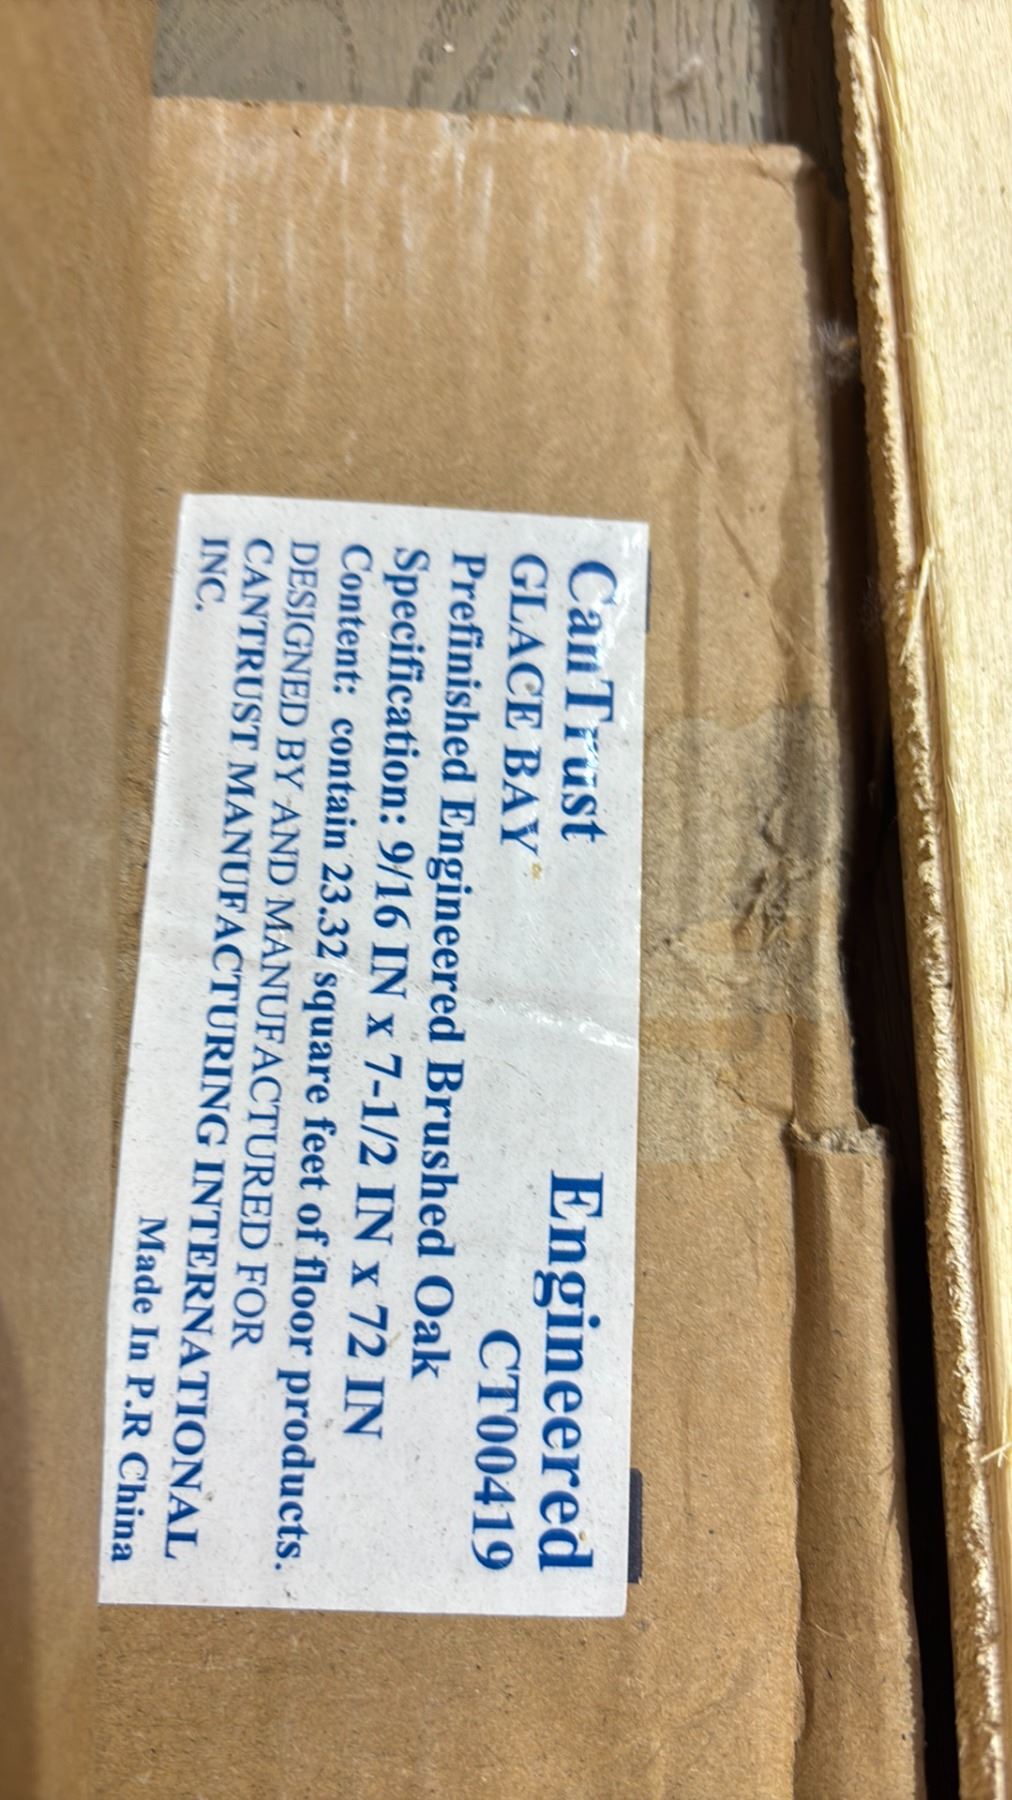 CanTrust Engineered
GLACE BAY CT00419
Prefinished Engineered Brushed Oak
Specification: 9/16 IN x 7-1/2 IN x 72 IN
Content: contain 23.32 square feet of floor products.
DESIGNED BY AND MANUFACTURED FOR
CANTRUST MANUFACTURING INTERNATIONAL
INC.
Made In P.R China